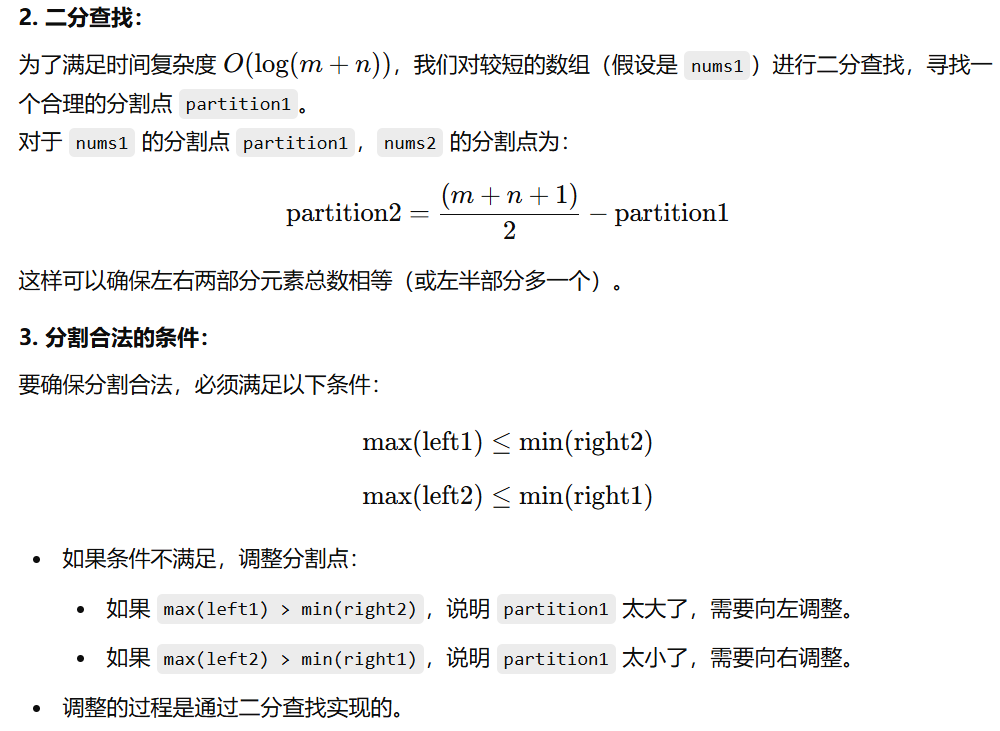 2. 二分查找：
为了满足时间复杂度 O(log(m + n))，我们对较短的数组（假设是 nums1）进行二分查找，寻找一
个合理的分割点 partition1。
对于 nums1 的分割点 partition1，nums2 的分割点为：
partition2 = (m + n + 1)/2 − partition1
这样可以确保左右两部分元素总数相等（或左半部分多一个）。
3. 分割合法的条件：
要确保分割合法，必须满足以下条件：
max(left1) ≤ min(right2)
max(left2) ≤ min(right1)
• 如果条件不满足，调整分割点：
• 如果 max(left1) > min(right2)，说明 partition1 太大了，需要向左调整。
• 如果 max(left2) > min(right1)，说明 partition1 太小了，需要向右调整。
• 调整的过程是通过二分查找实现的。